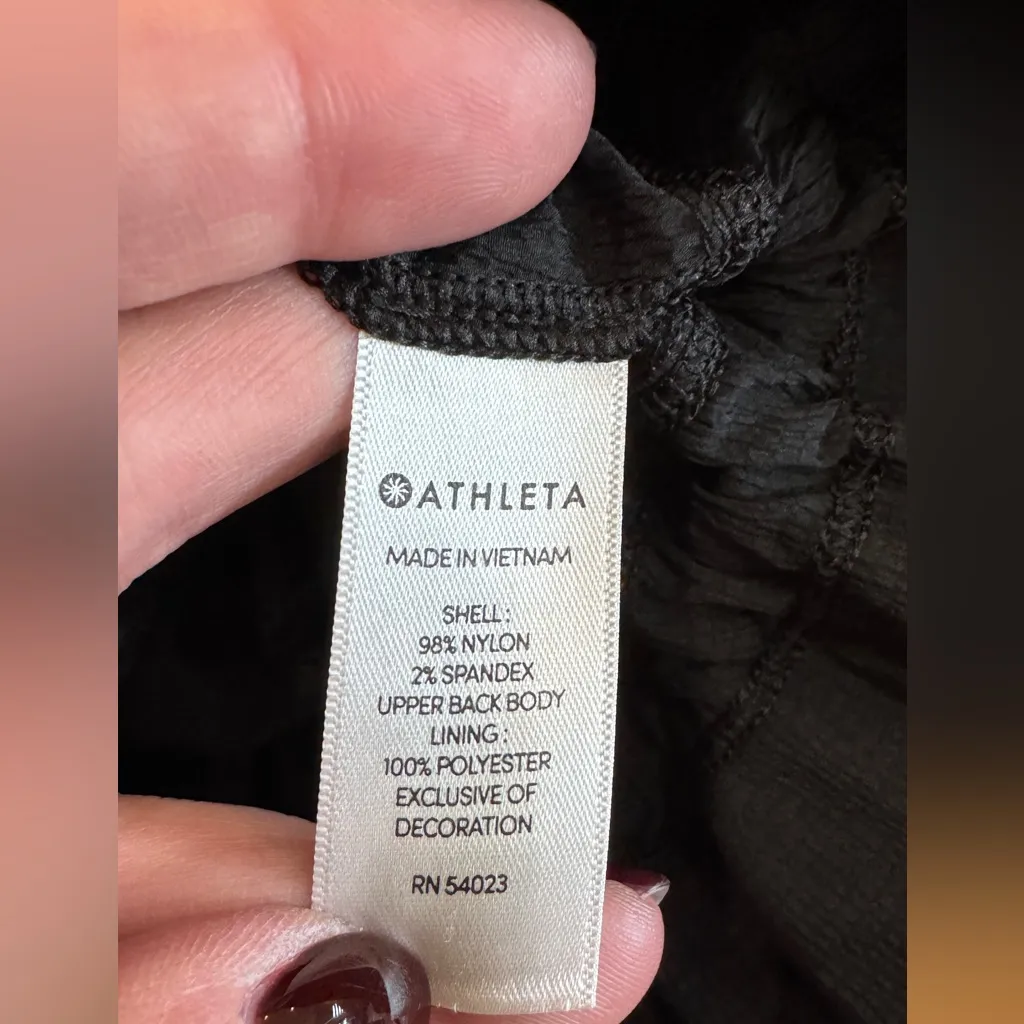 ATHLETA
MADE IN VIETNAM
SHELL :
98% NYLON
2% SPANDEX
UPPER BACK BODY
LINING :
100% POLYESTER
EXCLUSIVE OF
DECORATION
RN 54023